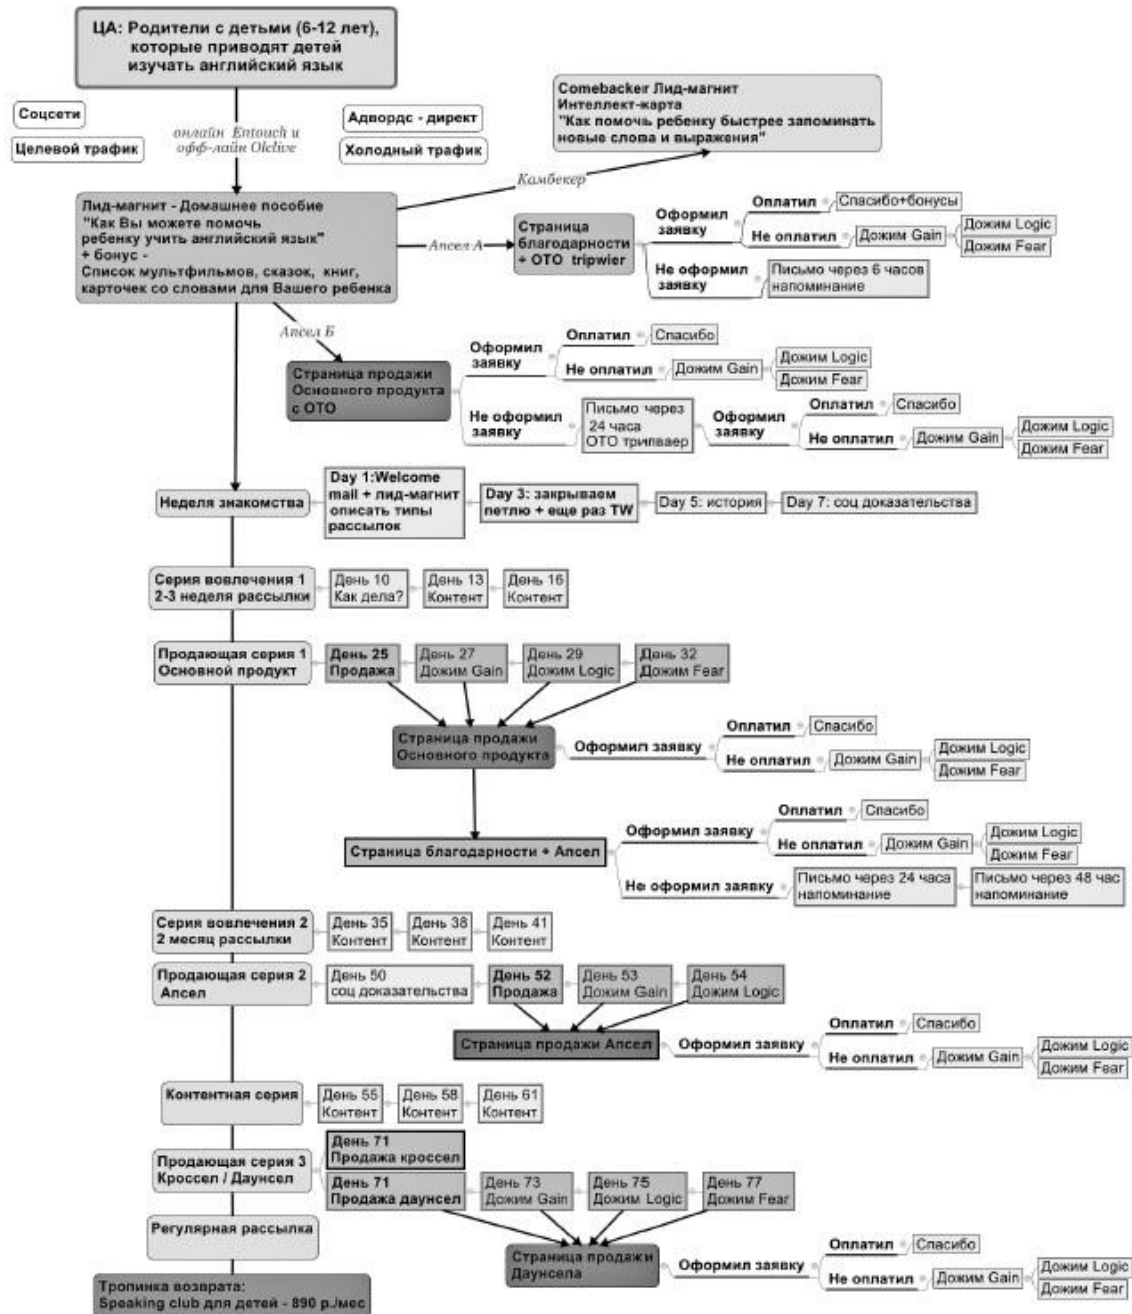 ЦА: Родители с детьми (6-12 лет),
которые приводят детей
изучать английский язык
Соцсети
Целевой трафик
онлайн Entouch и
офф-лайн Olclive
Адвордс - директ
Холодный трафик
Comebacker Лид-магнит
Интеллект-карта
"Как помочь ребенку быстрее запоминать
новые слова и выражения"
Камбекер
Лид-магнит - Домашнее пособие
"Как Вы можете помочь
ребенку учить английский язык"
+ бонус -
Список мультфильмов, сказок, книг,
карточек со словами для Вашего ребенка
Апсел А
Страница
благодарности
+ ОТО tripwier
Оформил
заявку
Оплатил
Спасибо+бонусы
Не оплатил
Дожим Gain
Дожим Logic
Дожим Fear
Не оформил
заявку
Письмо через 6 часов
напоминание
Апсел Б
Страница продажи
Основного продукта
с ОТО
Оформил
заявку
Оплатил
Спасибо
Не оплатил
Дожим Gain
Дожим Logic
Дожим Fear
Не оформил
заявку
Письмо через
24 часа
ОТО трипваер
Оформил
заявку
Оплатил
Спасибо
Не оплатил
Дожим Gain
Дожим Logic
Дожим Fear
Неделя знакомства
Day 1:Welcome
mail + лид-магнит
описать типы
рассылок
Day 3: закрываем
петлю + еще раз TW
Day 5: история
Day 7: соц доказательства
Серия вовлечения 1
2-3 неделя рассылки
День 10
Как дела?
День 13
Контент
День 16
Контент
Продающая серия 1
Основной продукт
День 25
Продажа
День 27
Дожим Gain
День 29
Дожим Logic
День 32
Дожим Fear
Страница продажи
Основного продукта
Оформил заявку
Оплатил
Спасибо
Не оплатил
Дожим Gain
Дожим Logic
Дожим Fear
Страница благодарности + Апсел
Оформил заявку
Оплатил
Спасибо
Не оплатил
Дожим Gain
Дожим Logic
Дожим Fear
Не оформил заявку
Письмо через 24 часа
напоминание
Письмо через 48 час
напоминание
Серия вовлечения 2
2 месяц рассылки
День 35
Контент
День 38
Контент
День 41
Контент
Продающая серия 2
Апсел
День 50
соц доказательства
День 52
Продажа
День 53
Дожим Gain
День 54
Дожим Logic
Страница продажи Апсел
Оформил заявку
Оплатил
Спасибо
Не оплатил
Дожим Gain
Дожим Logic
Дожим Fear
Контентная серия
День 55
Контент
День 58
Контент
День 61
Контент
Продающая серия 3
Кроссел / Даунсел
День 71
Продажа кроссел
День 71
Продажа даунсел
День 73
Дожим Gain
День 75
Дожим Logic
День 77
Дожим Fear
Регулярная рассылка
Страница продажи
Даунсела
Оформил заявку
Оплатил
Спасибо
Не оплатил
Дожим Gain
Дожим Logic
Дожим Fear
Тропинка возврата:
Speaking club для детей - 890 р./мес